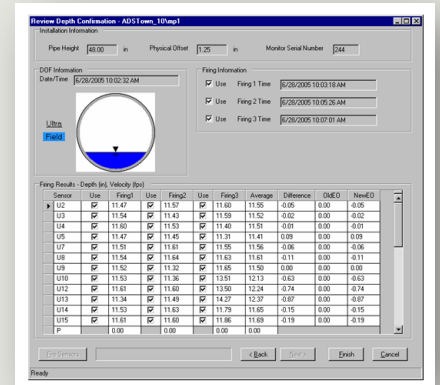 Review Depth Confirmation - ADSTown_10\mp1
Installation Information
Pipe Height 48.00 in Physical Offset 1.25 in Monitor Serial Number 244
DOF Information
Date/Time 6/28/2005 10:02:32 AM
Ultra
Field
Firing Information
Use Firing 1 Time 6/28/2005 10:03:18 AM
Use Firing 2 Time 6/28/2005 10:05:26 AM
Use Firing 3 Time 6/28/2005 10:07:01 AM
Firing Results - Depth (in), Velocity (fps)
Sensor Use Firing1 Use Firing2 Use Firing3 Average Difference OldEO NewEO
U2 11.47 11.57 11.60 11.55 -0.05 0.00 -0.05
U3 11.54 11.43 11.59 11.52 -0.02 0.00 -0.02
U4 11.60 11.53 11.40 11.51 -0.01 0.00 -0.01
U5 11.47 11.45 11.31 11.41 0.09 0.00 0.09
U7 11.51 11.61 11.55 11.56 -0.06 0.00 -0.06
U8 11.54 11.64 11.63 11.61 -0.11 0.00 -0.11
U9 11.52 11.32 11.65 11.50 0.00 0.00 0.00
U10 11.53 11.36 13.51 12.13 -0.63 0.00 -0.63
U12 11.61 11.60 13.50 12.24 -0.74 0.00 -0.74
U13 11.34 11.49 14.27 12.37 -0.87 0.00 -0.87
U14 11.53 11.63 11.79 11.65 -0.15 0.00 -0.15
U15 11.61 11.60 11.86 11.69 -0.19 0.00 -0.19
P 0.00 0.00 0.00 0.00
Fire Sensors < Back Next > Finish Cancel
Ready